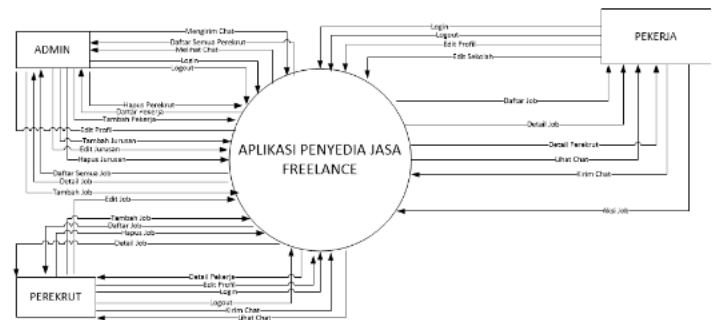 ADMIN
Mengirim Chat
Daftar Semua Perekrut
Melihat Chat
Login
Logout
Hapus Perekrut
Daftar Pekerja
Tambah Pekerja
Edit Profil
Tambah Jurusan
Edit Jurusan
Hapus Jurusan
Daftar Semua Job
Detail Job
Tambah Job
Edit Job
APLIKASI PENYEDIA JASA
FREELANCE
PEKERJA
Login
Logout
Edit Profil
Edit Sekolah
Daftar Job
Detail Job
Detail Perekrut
Lihat Chat
Kirim Chat
Aksi Job
PEREKRUT
Tambah Job
Daftar Job
Hapus Job
Detail Job
Detail Pekerja
Edit Profil
Login
Logout
Kirim Chat
Lihat Chat